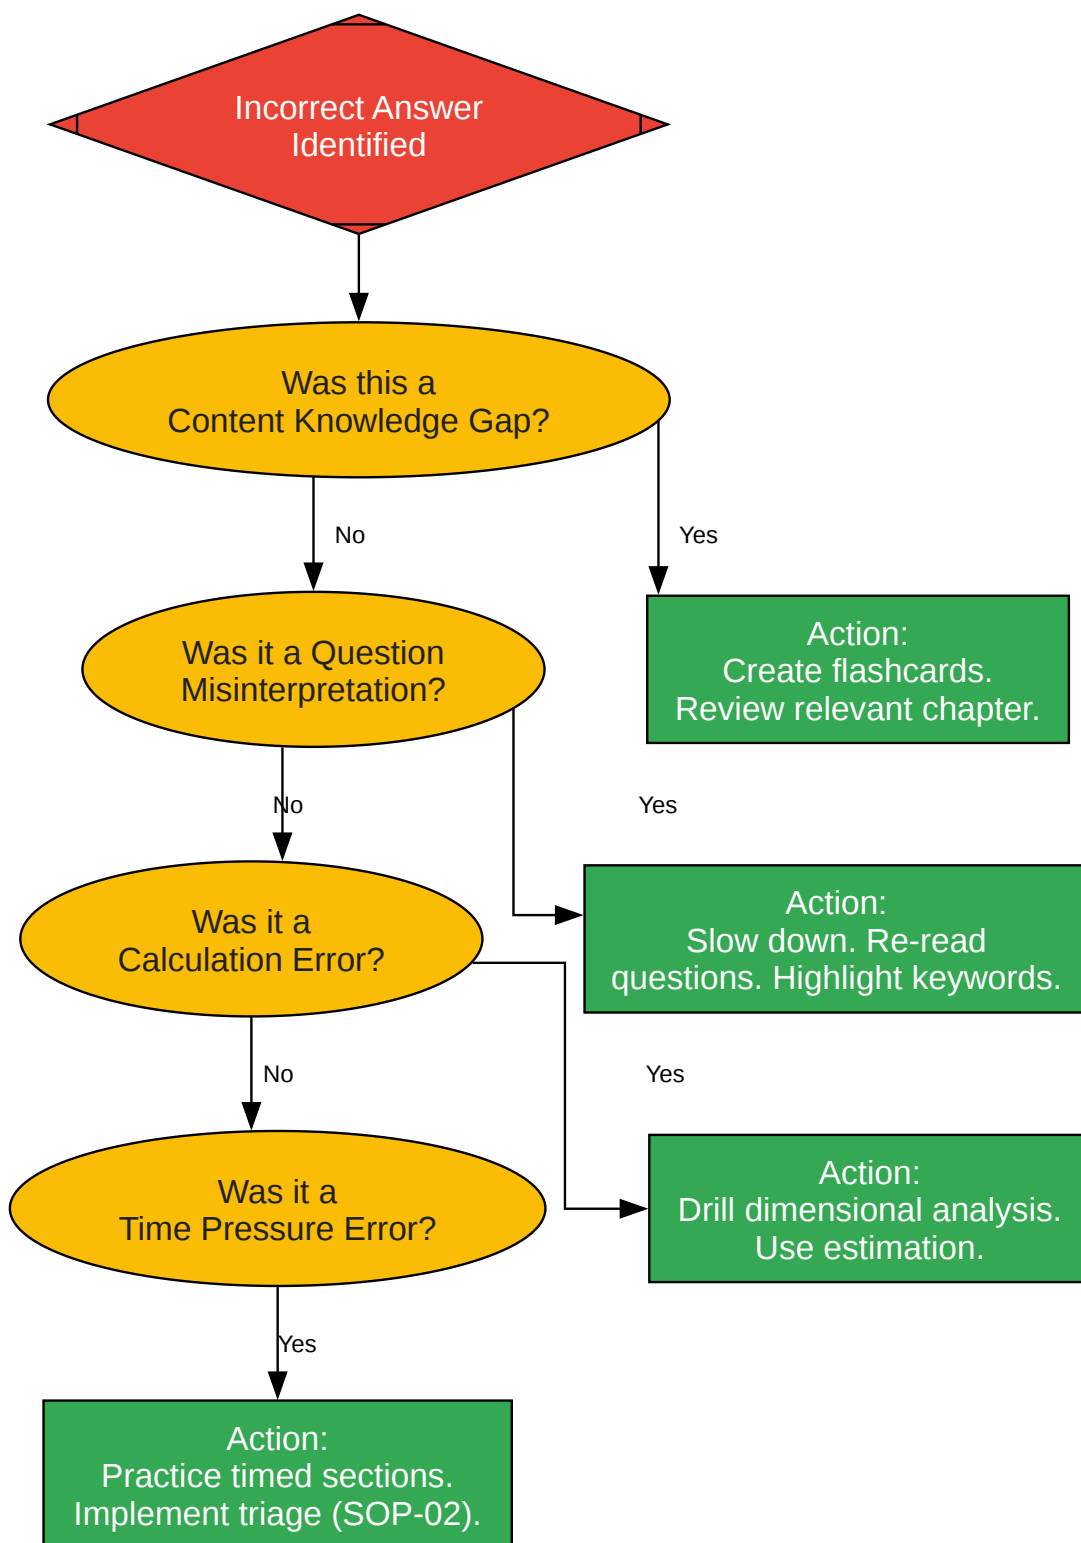 Incorrect Answer
Identified
Was this a
Content Knowledge Gap?
No
Yes
Was it a Question
Misinterpretation?
Action:
Create flashcards.
Review relevant chapter.
No
Yes
Was it a
Calculation Error?
Action:
Slow down. Re-read
questions. Highlight keywords.
No
Yes
Was it a
Time Pressure Error?
Action:
Drill dimensional analysis.
Use estimation.
Yes
Action:
Practice timed sections.
Implement triage (SOP-02).